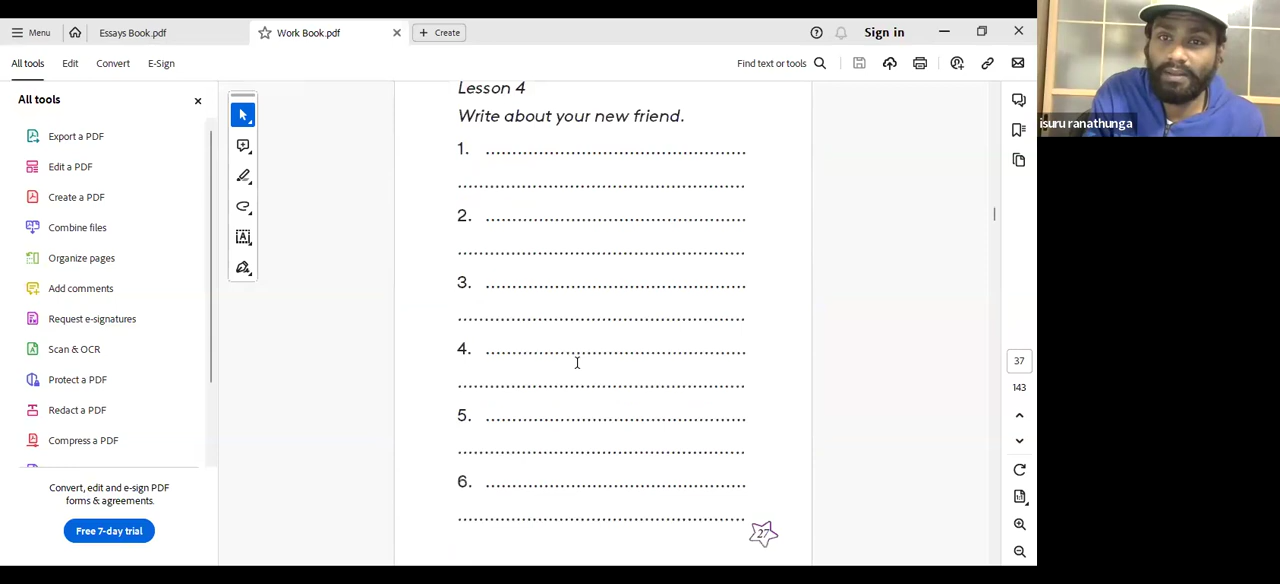 Menu
Essays Book.pdf
Work Book.pdf
Create
Sign in
All tools
Edit
Convert
E-Sign
Find text or tools
All tools
Export a PDF
Edit a PDF
Create a PDF
Combine files
Organize pages
Add comments
Request e-signatures
Scan & OCR
Protect a PDF
Redact a PDF
Compress a PDF
Convert, edit and e-sign PDF
forms & agreements.
Free 7-day trial
Lesson 4
Write about your new friend.
1. ................................................
................................................
2. ................................................
................................................
3. ................................................
................................................
4. ................................................
................................................
5. ................................................
................................................
6. ................................................
................................................
27
isuru ranathunga
37
143